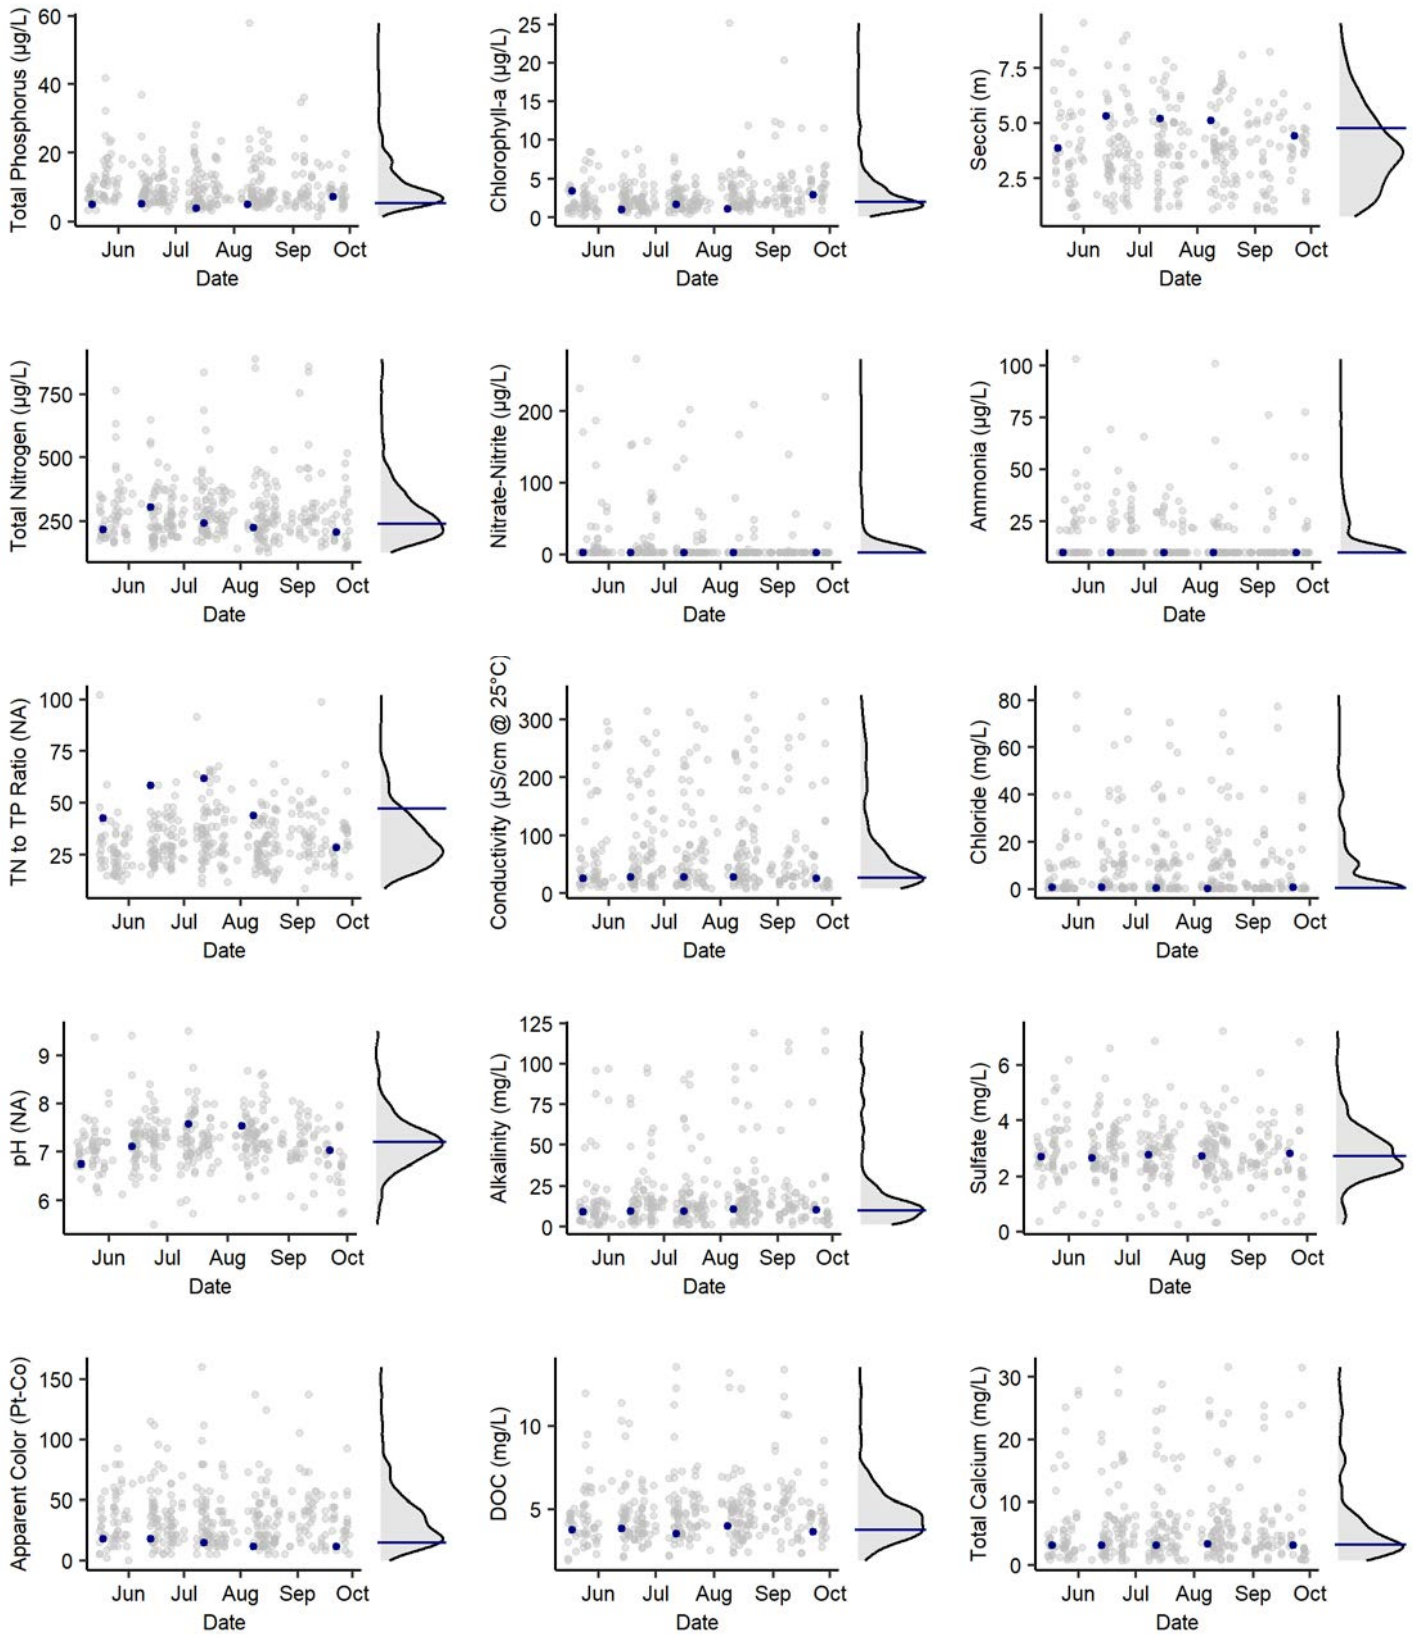 Total Phosphorus (µg/L)
60
40
20
0
Jun Jul Aug Sep Oct
Date
Chlorophyll-a (µg/L)
25
20
15
10
5
0
Jun Jul Aug Sep Oct
Date
Secchi (m)
7.5
5.0
2.5
Jun Jul Aug Sep Oct
Date
Total Nitrogen (µg/L)
750
500
250
Jun Jul Aug Sep Oct
Date
Nitrate-Nitrite (µg/L)
200
100
0
Jun Jul Aug Sep Oct
Date
Ammonia (µg/L)
100
75
50
25
Jun Jul Aug Sep Oct
Date
TN to TP Ratio (NA)
100
75
50
25
Jun Jul Aug Sep Oct
Date
Conductivity (µS/cm @ 25°C)
300
200
100
0
Jun Jul Aug Sep Oct
Date
Chloride (mg/L)
80
60
40
20
0
Jun Jul Aug Sep Oct
Date
pH (NA)
9
8
7
6
Jun Jul Aug Sep Oct
Date
Alkalinity (mg/L)
125
100
75
50
25
0
Jun Jul Aug Sep Oct
Date
Sulfate (mg/L)
6
4
2
0
Jun Jul Aug Sep Oct
Date
Apparent Color (Pt-Co)
150
100
50
0
Jun Jul Aug Sep Oct
Date
DOC (mg/L)
10
5
Jun Jul Aug Sep Oct
Date
Total Calcium (mg/L)
30
20
10
0
Jun Jul Aug Sep Oct
Date